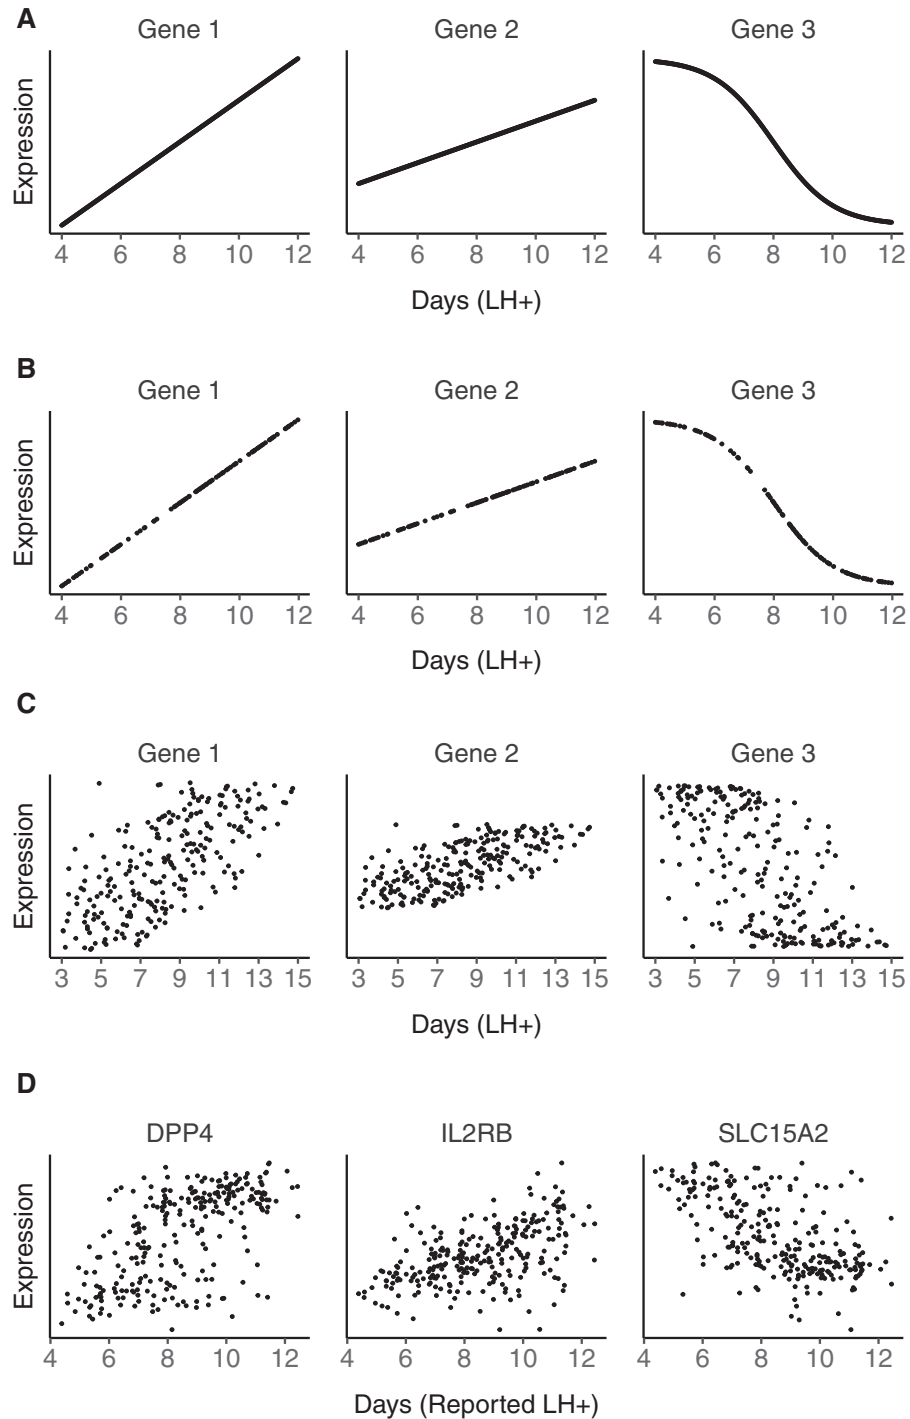 A
Gene 1 Gene 2 Gene 3
Expression
4 6 8 10 12 4 6 8 10 12 4 6 8 10 12
Days (LH+)
B
Gene 1 Gene 2 Gene 3
Expression
4 6 8 10 12 4 6 8 10 12 4 6 8 10 12
Days (LH+)
C
Gene 1 Gene 2 Gene 3
Expression
3 5 7 9 11 13 15 3 5 7 9 11 13 15 3 5 7 9 11 13 15
Days (LH+)
D
DPP4 IL2RB SLC15A2
Expression
4 6 8 10 12 4 6 8 10 12 4 6 8 10 12
Days (Reported LH+)